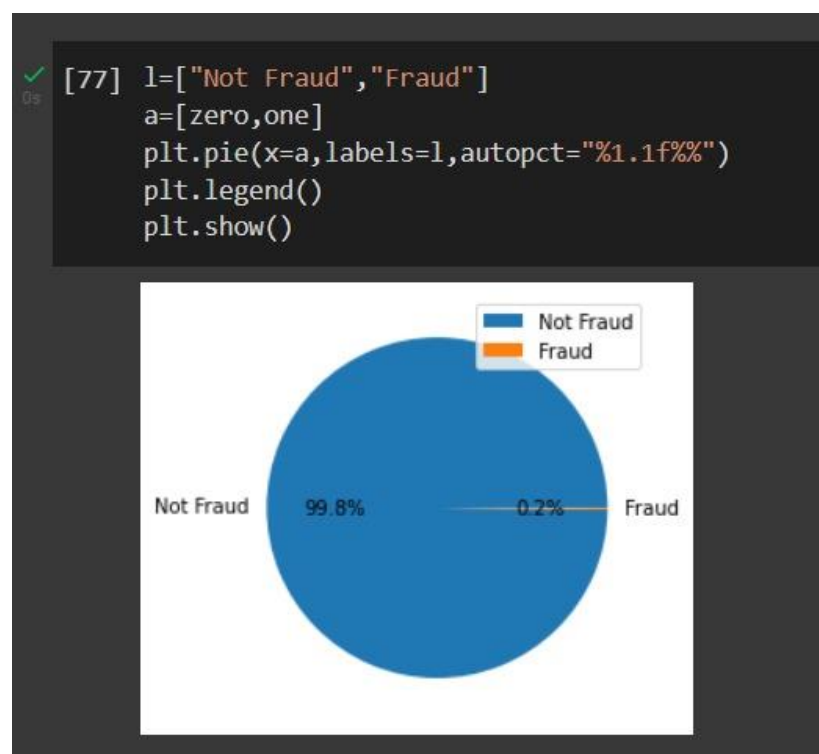 [77] l=["Not Fraud","Fraud"]
0s
a=[zero,one]
plt.pie(x=a,labels=l,autopct="%1.1f%%")
plt.legend()
plt.show()
Not Fraud
Fraud
Not Fraud
99.8%
0.2%
Fraud